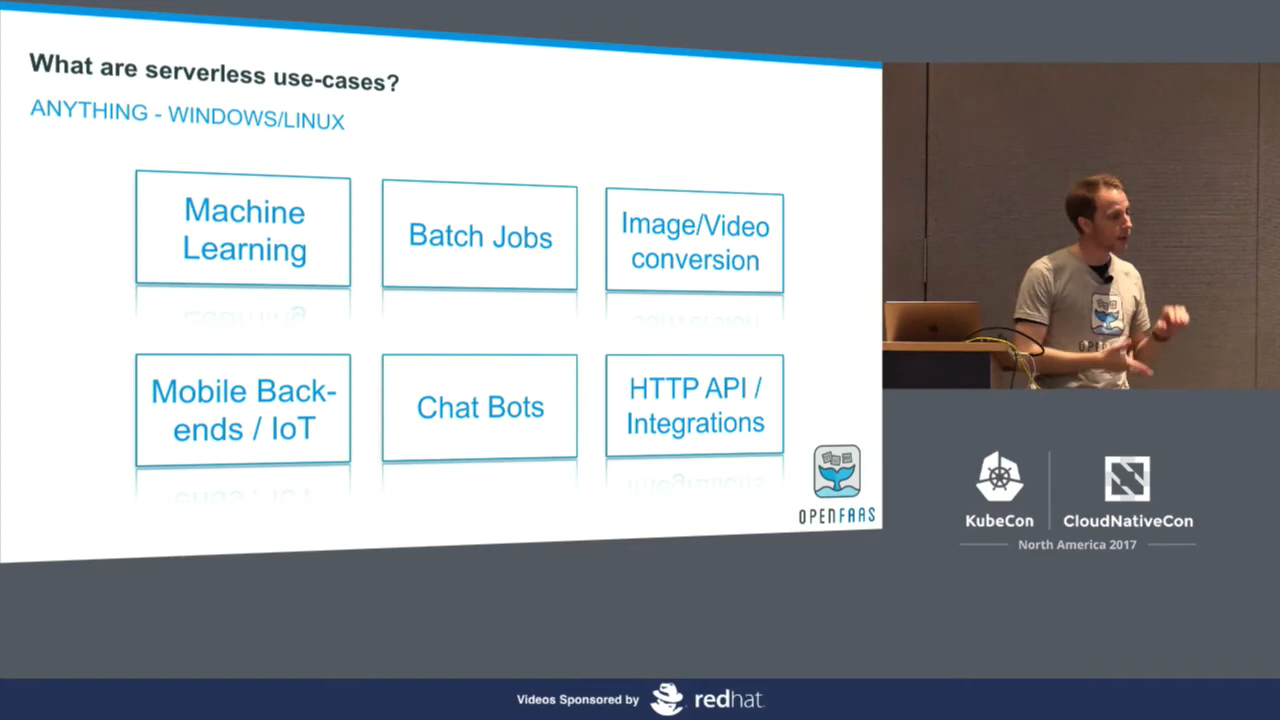 What are serverless use-cases?
ANYTHING - WINDOWS/LINUX
Machine
Learning
Batch Jobs
Image/Video
conversion
Mobile Back-
ends / IoT
Chat Bots
HTTP API /
Integrations
OPENFAAS
KubeCon
CloudNativeCon
North America 2017
Videos Sponsored by
redhat